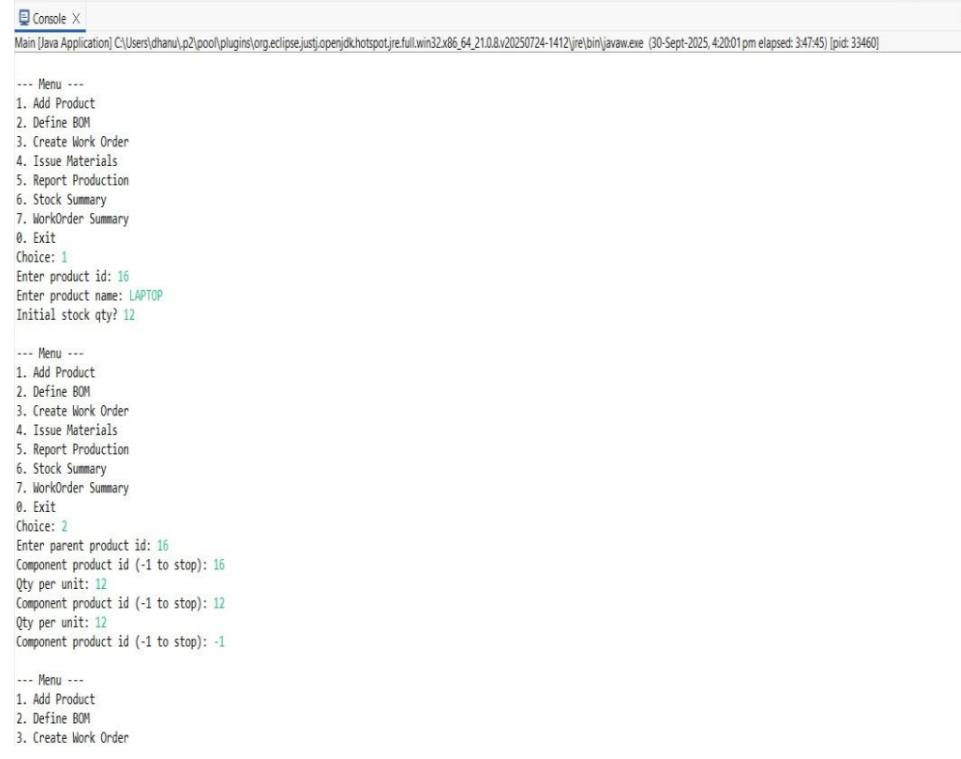 Console
Main [Java Application] C:\Users\dhanu\.p2\pool\plugins\org.eclipse.justj.openjdk.hotspot.jre.full.win32.x86_64_21.0.8.v20250724-1412\jre\bin\javaw.exe (30-Sept-2025, 4:20:01 pm elapsed: 3:47:45) [pid: 33460]
--- Menu ---
1. Add Product
2. Define BOM
3. Create Work Order
4. Issue Materials
5. Report Production
6. Stock Summary
7. WorkOrder Summary
0. Exit
Choice: 1
Enter product id: 16
Enter product name: LAPTOP
Initial stock qty? 12
--- Menu ---
1. Add Product
2. Define BOM
3. Create Work Order
4. Issue Materials
5. Report Production
6. Stock Summary
7. WorkOrder Summary
0. Exit
Choice: 2
Enter parent product id: 16
Component product id (-1 to stop): 16
Qty per unit: 12
Component product id (-1 to stop): 12
Qty per unit: 12
Component product id (-1 to stop): -1
--- Menu ---
1. Add Product
2. Define BOM
3. Create Work Order